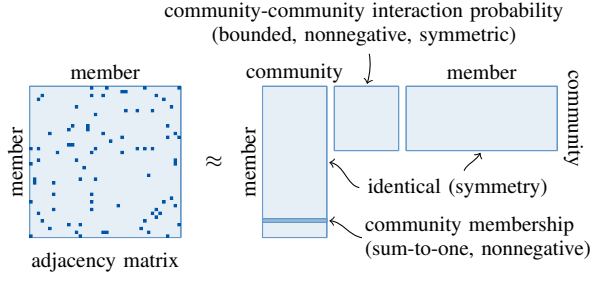 community-community interaction probability
(bounded, nonnegative, symmetric)
member
community
member
member
≈
member
community
identical (symmetry)
community membership
(sum-to-one, nonnegative)
adjacency matrix